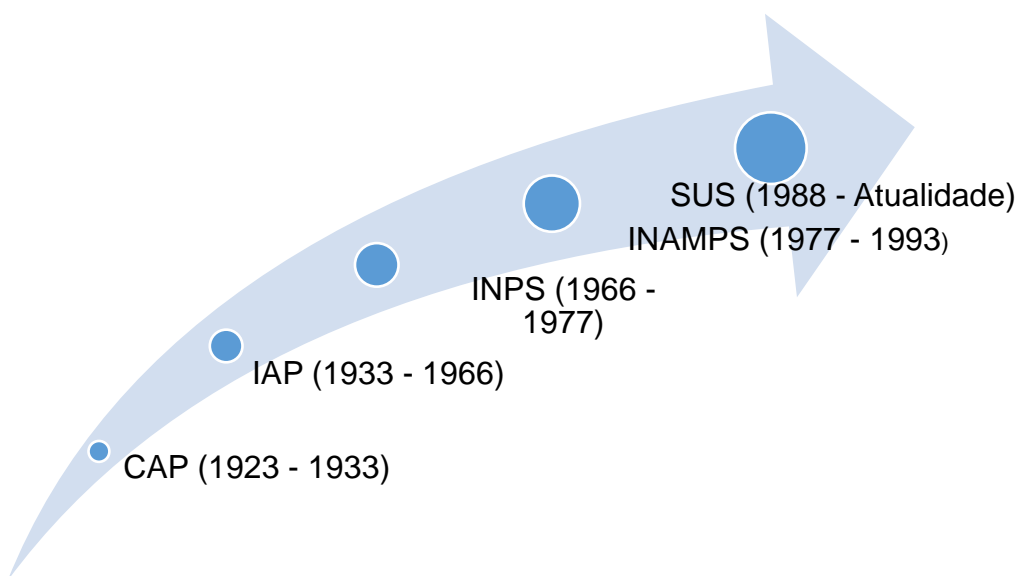 SUS (1988 - Atualidade)
INAMPS (1977 - 1993)
INPS (1966 -
1977)
IAP (1933 - 1966)
CAP (1923 - 1933)